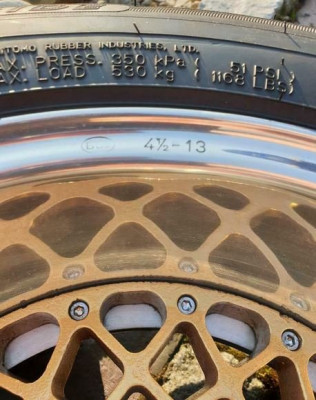 RUBBER INDUSTRIES, LTD.
PRESS. 350 kPa ( 51 PSI )
LOAD 530 kg ( 1168 LBS )
4½-13